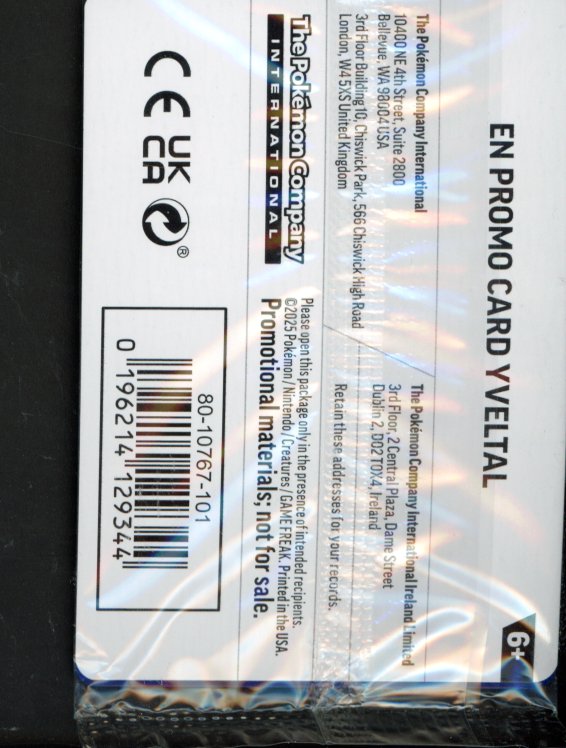 EN PROMO CARD YVELTAL
6+
The Pokémon Company International
10400 NE 4th Street, Suite 2800
Bellevue, WA 98004 USA
3rd Floor Building 10, Chiswick Park, 566 Chiswick High Road
London, W4 5XS United Kingdom
The Pokémon Company International Ireland Limited
3rd Floor, 2 Central Plaza, Dame Street
Dublin 2, D02 T0X4, Ireland
Retain these addresses for your records.
The Pokémon Company
INTERNATIONAL
Please open this package only in the presence of intended recipients.
©2025 Pokémon / Nintendo / Creatures / GAME FREAK. Printed in the USA.
Promotional materials; not for sale.
CE
UK
CA
®
80-10767-101
0 196214 129344